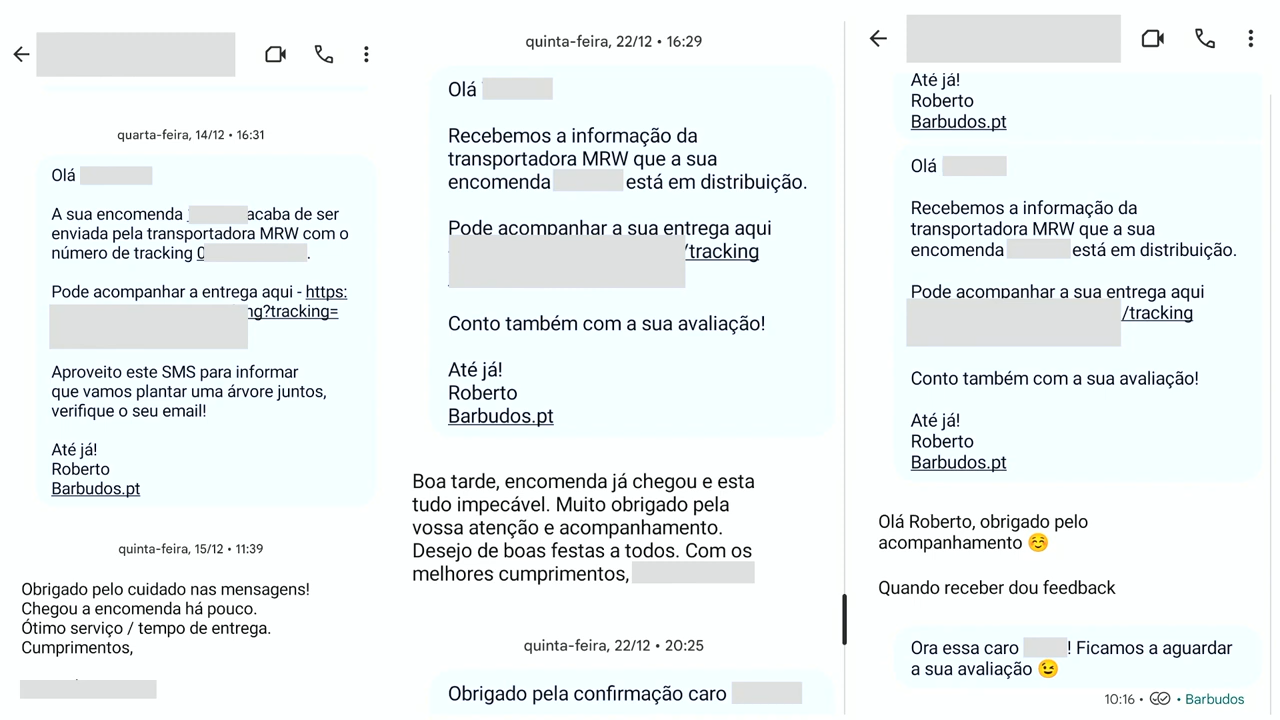 quarta-feira, 14/12 • 16:31
Olá
A sua encomenda acaba de ser
enviada pela transportadora MRW com o
número de tracking 0 .
Pode acompanhar a entrega aqui - https:
ng?tracking=
Aproveito este SMS para informar
que vamos plantar uma árvore juntos,
verifique o seu email!
Até já!
Roberto
Barbudos.pt
quinta-feira, 15/12 • 11:39
Obrigado pelo cuidado nas mensagens!
Chegou a encomenda há pouco.
Ótimo serviço / tempo de entrega.
Cumprimentos,
quinta-feira, 22/12 • 16:29
Olá
Recebemos a informação da
transportadora MRW que a sua
encomenda está em distribuição.
Pode acompanhar a sua entrega aqui
/tracking
Conto também com a sua avaliação!
Até já!
Roberto
Barbudos.pt
Boa tarde, encomenda já chegou e esta
tudo impecável. Muito obrigado pela
vossa atenção e acompanhamento.
Desejo de boas festas a todos. Com os
melhores cumprimentos,
quinta-feira, 22/12 • 20:25
Obrigado pela confirmação caro
Até já!
Roberto
Barbudos.pt
Olá
Recebemos a informação da
transportadora MRW que a sua
encomenda está em distribuição.
Pode acompanhar a sua entrega aqui
/tracking
Conto também com a sua avaliação!
Até já!
Roberto
Barbudos.pt
Olá Roberto, obrigado pelo
acompanhamento ☺️
Quando receber dou feedback
Ora essa caro ! Ficamos a aguardar
a sua avaliação 😉
10:16 • • Barbudos